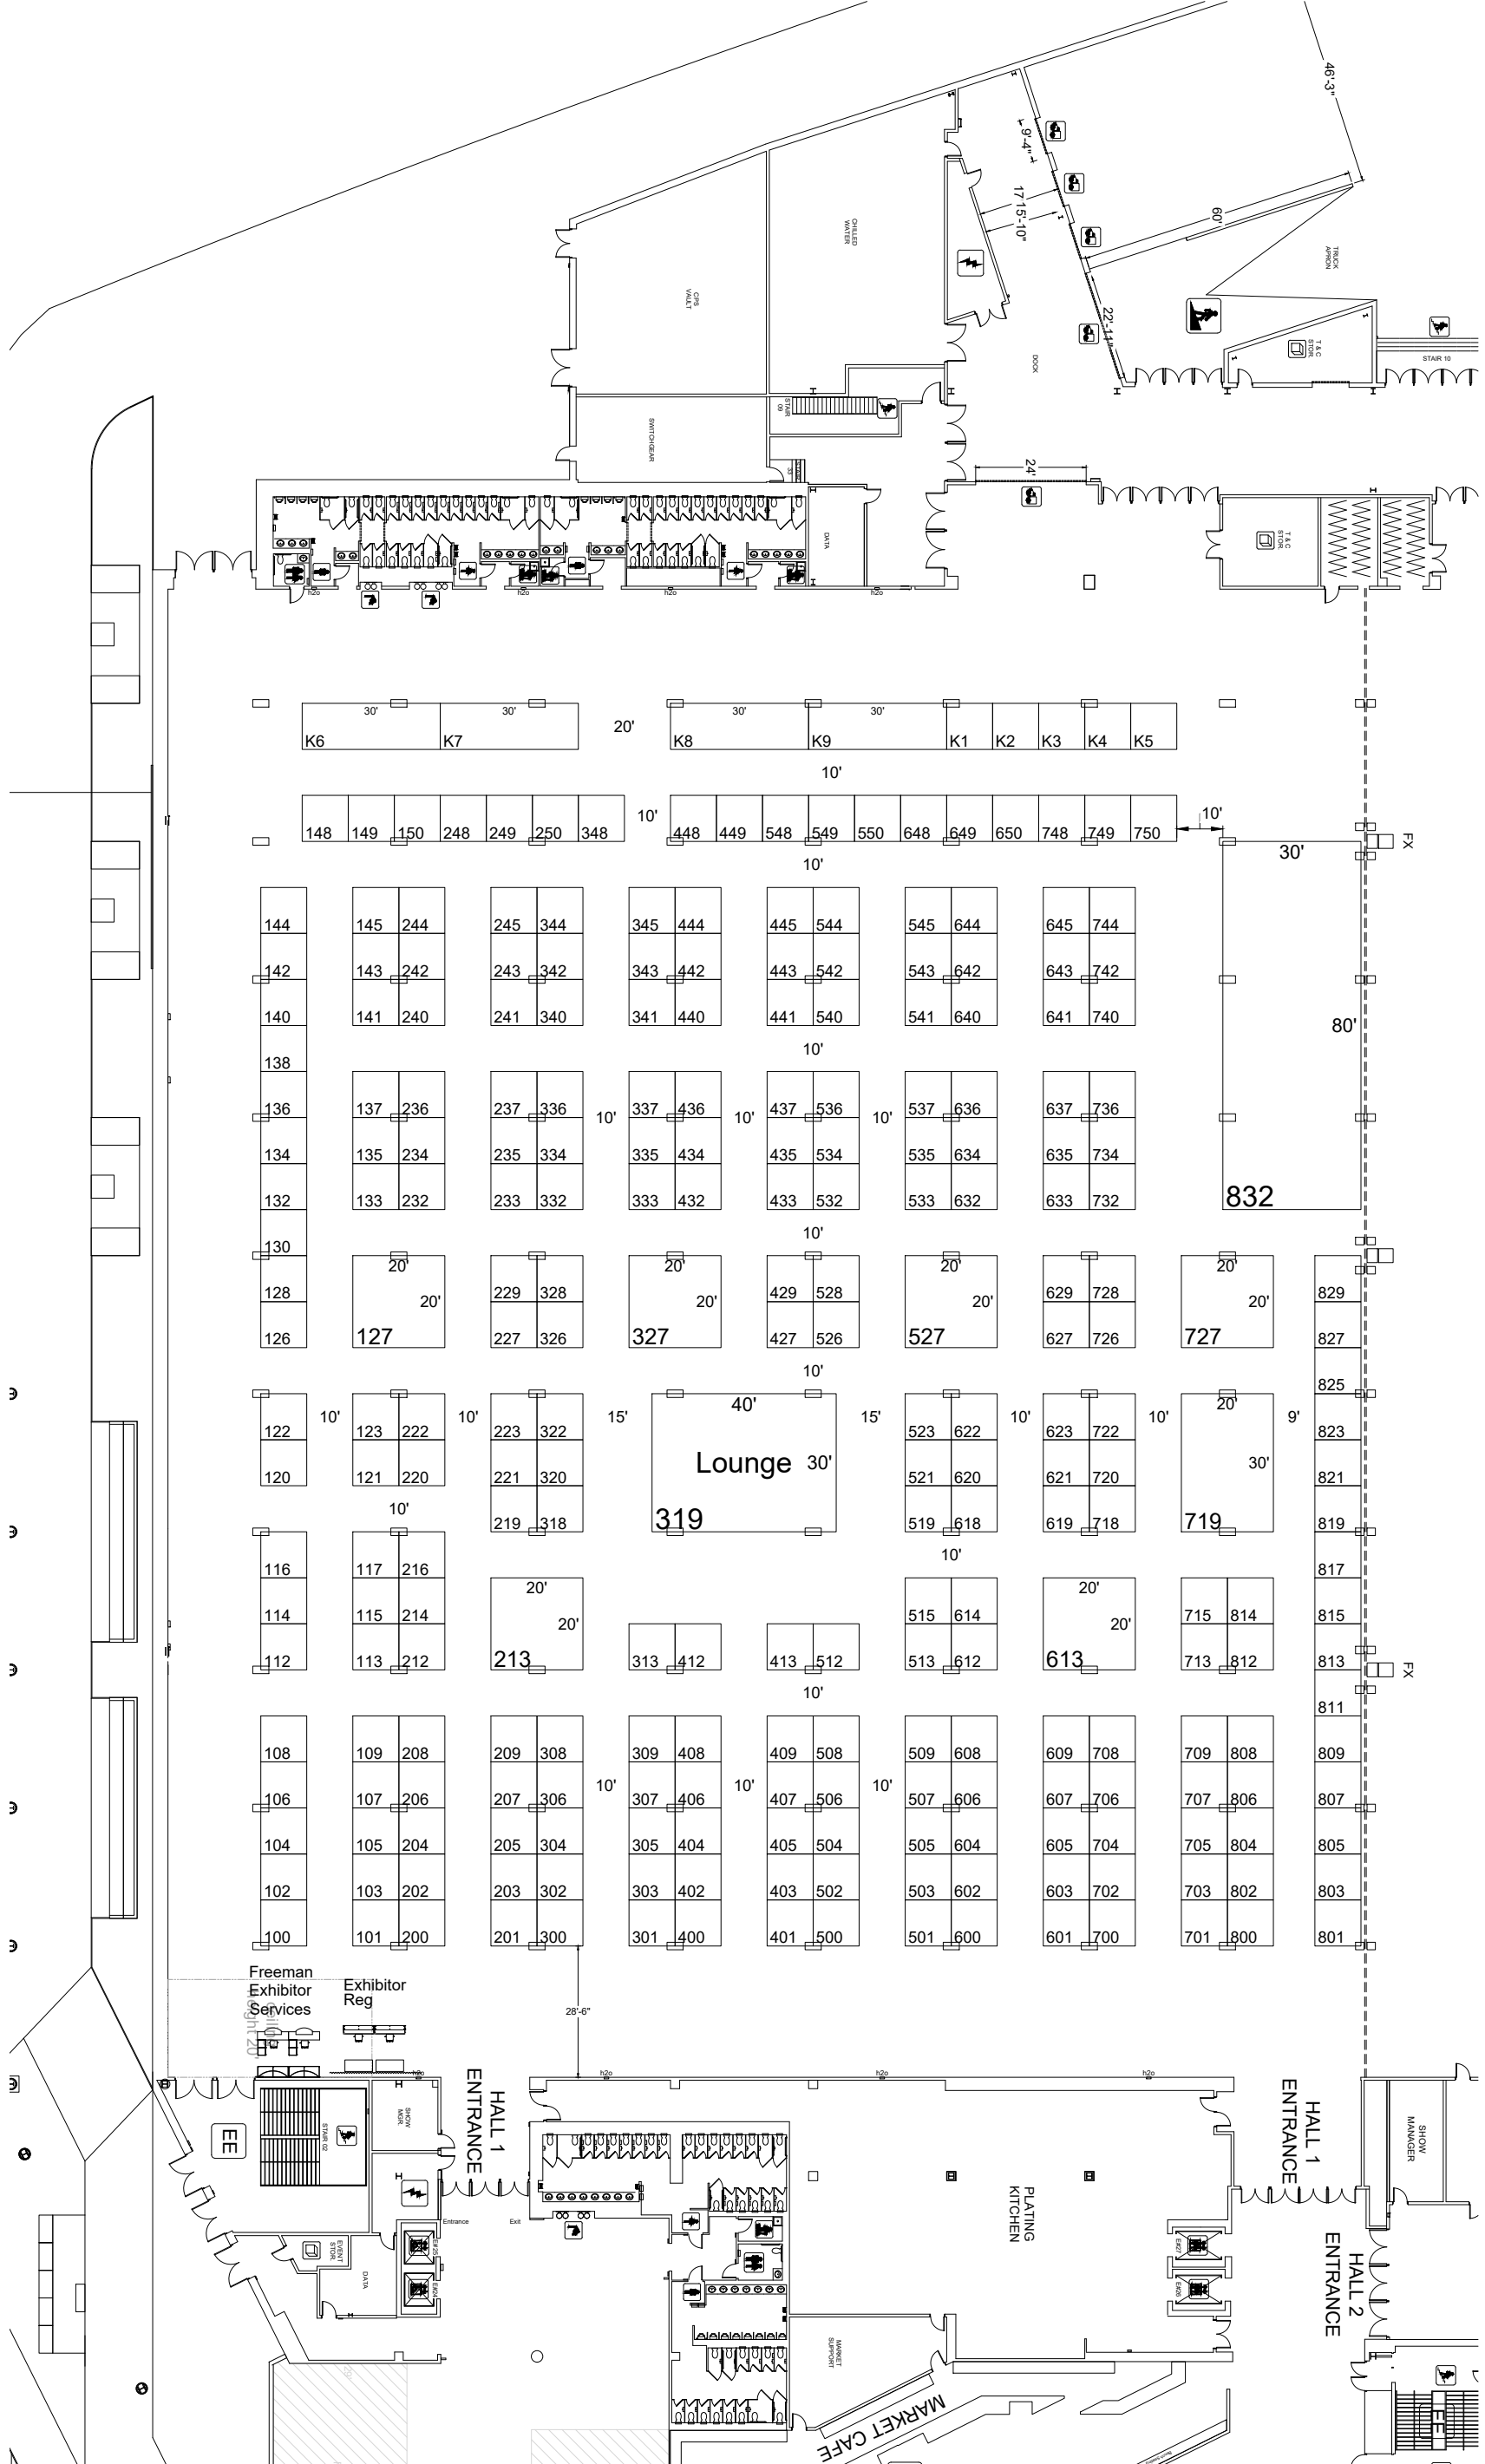 46'-3"
9'-4"
17'
15'-10"
60'
CHILLED
WATER
TRUCK
APRON
CPS
VAULT
22'-11"
DOCK
T & C
STOR.
STAIR 10
STAIR
09
SWITCHGEAR
24'
DATA
T & C
STOR.
h2o h2o h2o h2o
30' 30' 30' 30'
20'
K6 K7 K8 K9 K1 K2 K3 K4 K5
10'
10' 10'
148 149 150 248 249 250 348 448 449 548 549 550 648 649 650 748 749 750
FX
30'
10'
144 145 244 245 344 345 444 445 544 545 644 645 744
142 143 242 243 342 343 442 443 542 543 642 643 742
140 141 240 241 340 341 440 441 540 541 640 641 740
80'
10'
138
136 137 236 237 336 10' 337 436 10' 437 536 10' 537 636 637 736
134 135 234 235 334 335 434 435 534 535 634 635 734
132 133 232 233 332 333 432 433 532 533 632 633 732 832
10'
130
20' 20' 20' 20'
128 20' 229 328 20' 429 528 20' 629 728 20' 829
126 127 227 326 327 427 526 527 627 726 727 827
10'
825
40' 20'
10' 10' 15' 15' 10' 10' 9'
122 123 222 223 322 523 622 623 722 823
Lounge 30' 30'
120 121 220 221 320 521 620 621 720 821
10'
219 318 319 519 618 619 718 719 819
10'
116 117 216 817
20' 20'
114 115 214 20' 515 614 20' 715 814 815
112 113 212 213 313 412 413 512 513 612 613 713 812 813
10'
811
108 109 208 209 308 309 408 409 508 509 608 609 708 709 808 809
10' 10' 10'
106 107 206 207 306 307 406 407 506 507 606 607 706 707 806 807
104 105 204 205 304 305 404 405 504 505 604 605 704 705 804 805
102 103 202 203 302 303 402 403 502 503 602 603 702 703 802 803
100 101 200 201 300 301 400 401 500 501 600 601 700 701 800 801
FX
Freeman
Exhibitor
Services
Exhibitor
Reg
28'-6"
h2o h2o h2o h2o
HALL 1
ENTRANCE
HALL 1
ENTRANCE
SHOW
MGR.
SHOW
MANAGER
STAIR 02
EE
PLATING
KITCHEN
Entrance Exit
EVENT
STOR.
DATA
E#25
E#24
E#27
E#26
HALL 2
ENTRANCE
MARKET
SUPPORT
MARKET CAFE
EE